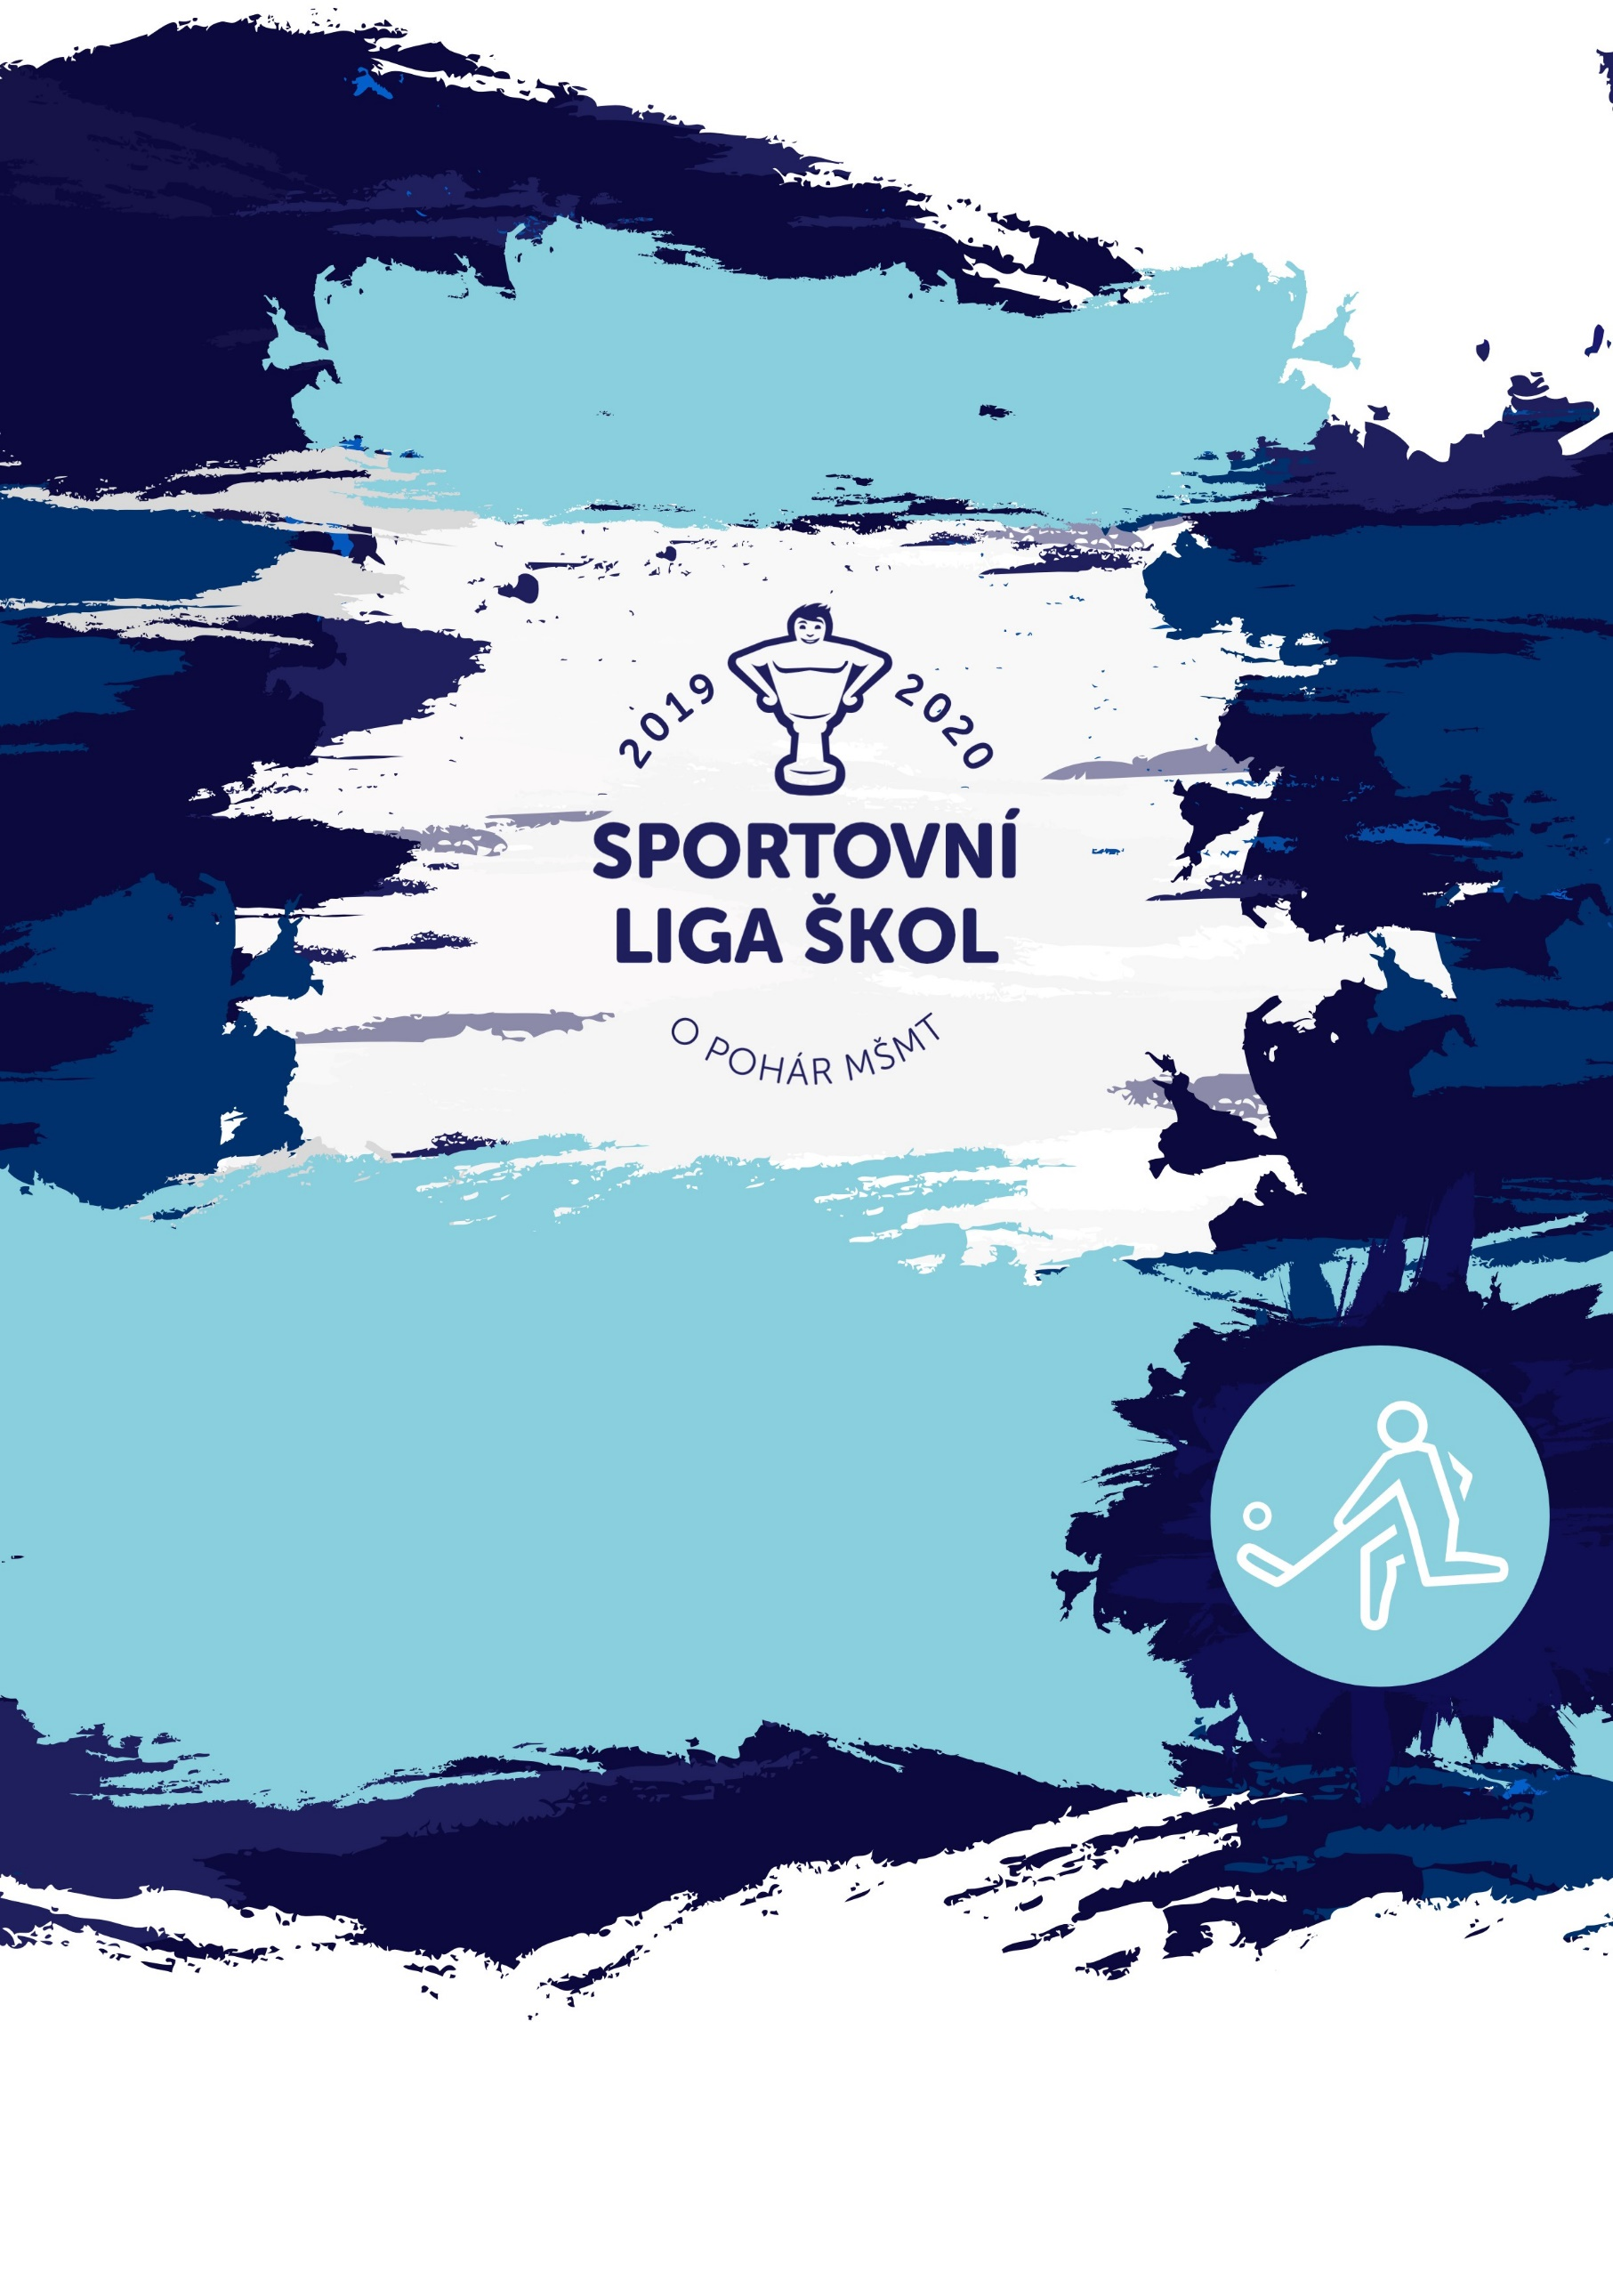 2019 2020
SPORTOVNÍ
LIGA ŠKOL
O POHÁR MŠMT